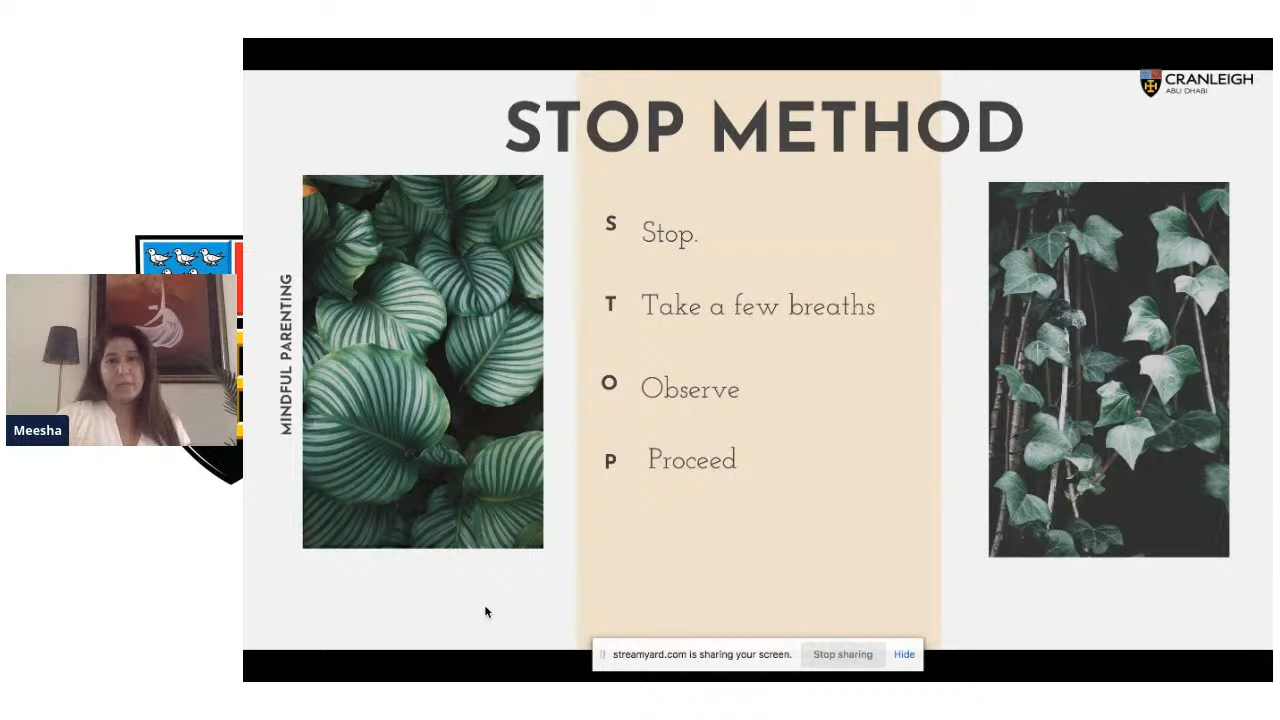 CRANLEIGH
ABU DHABI
STOP METHOD
MINDFUL PARENTING
S Stop.
T Take a few breaths
O Observe
P Proceed
Meesha
streamyard.com is sharing your screen. Stop sharing Hide